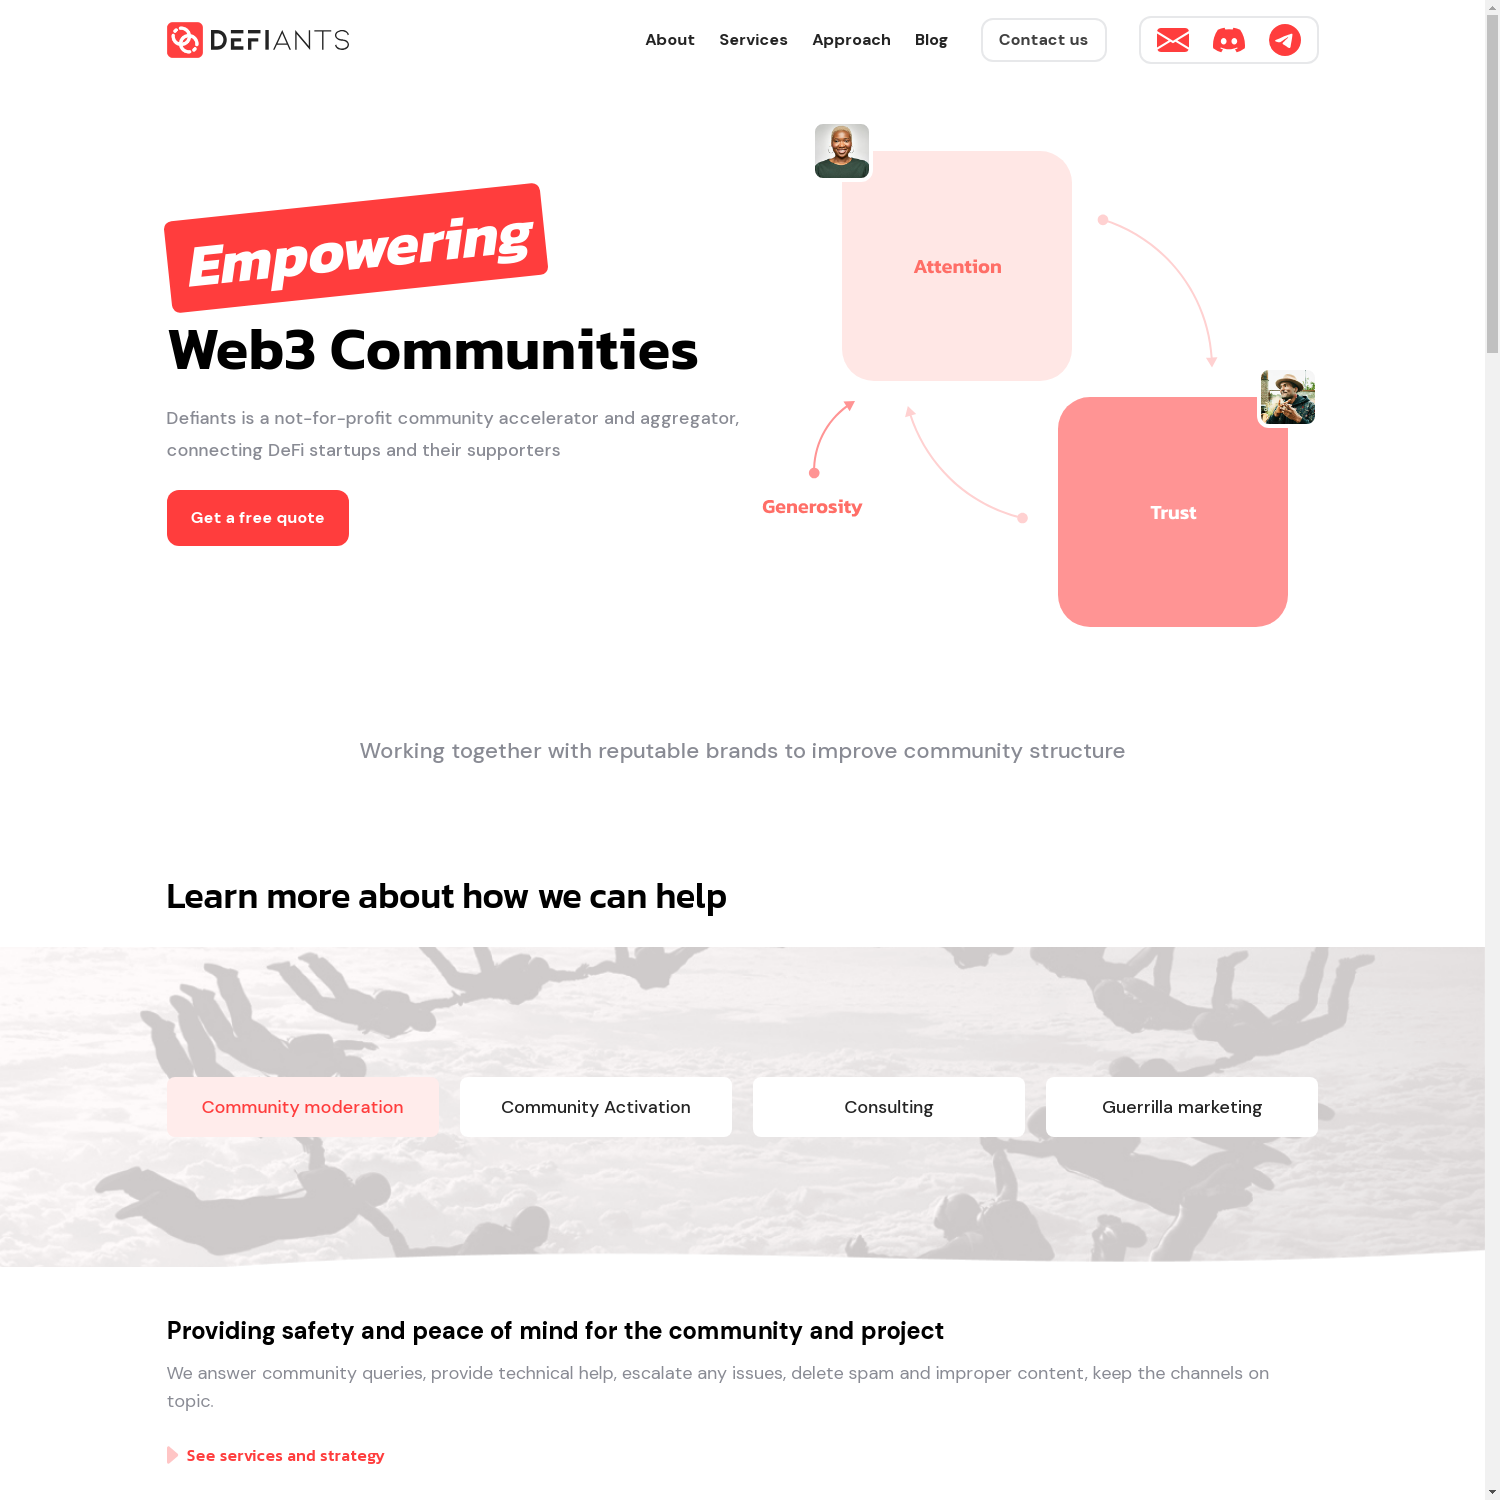 DEFIANTS
About Services Approach Blog Contact us
Empowering
Web3 Communities
Defiants is a not-for-profit community accelerator and aggregator,
connecting DeFi startups and their supporters
Get a free quote
Attention
Generosity
Trust
Working together with reputable brands to improve community structure
Learn more about how we can help
Community moderation
Community Activation
Consulting
Guerrilla marketing
Providing safety and peace of mind for the community and project
We answer community queries, provide technical help, escalate any issues, delete spam and improper content, keep the channels on
topic.
See services and strategy